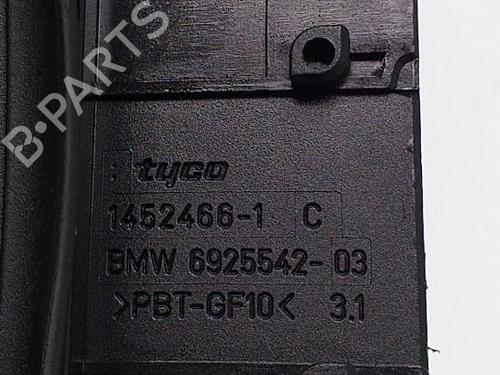 B-PARTS
: tyco
1452466-1 C
BMW 6925542-03
>PBT-GF10< 3.1